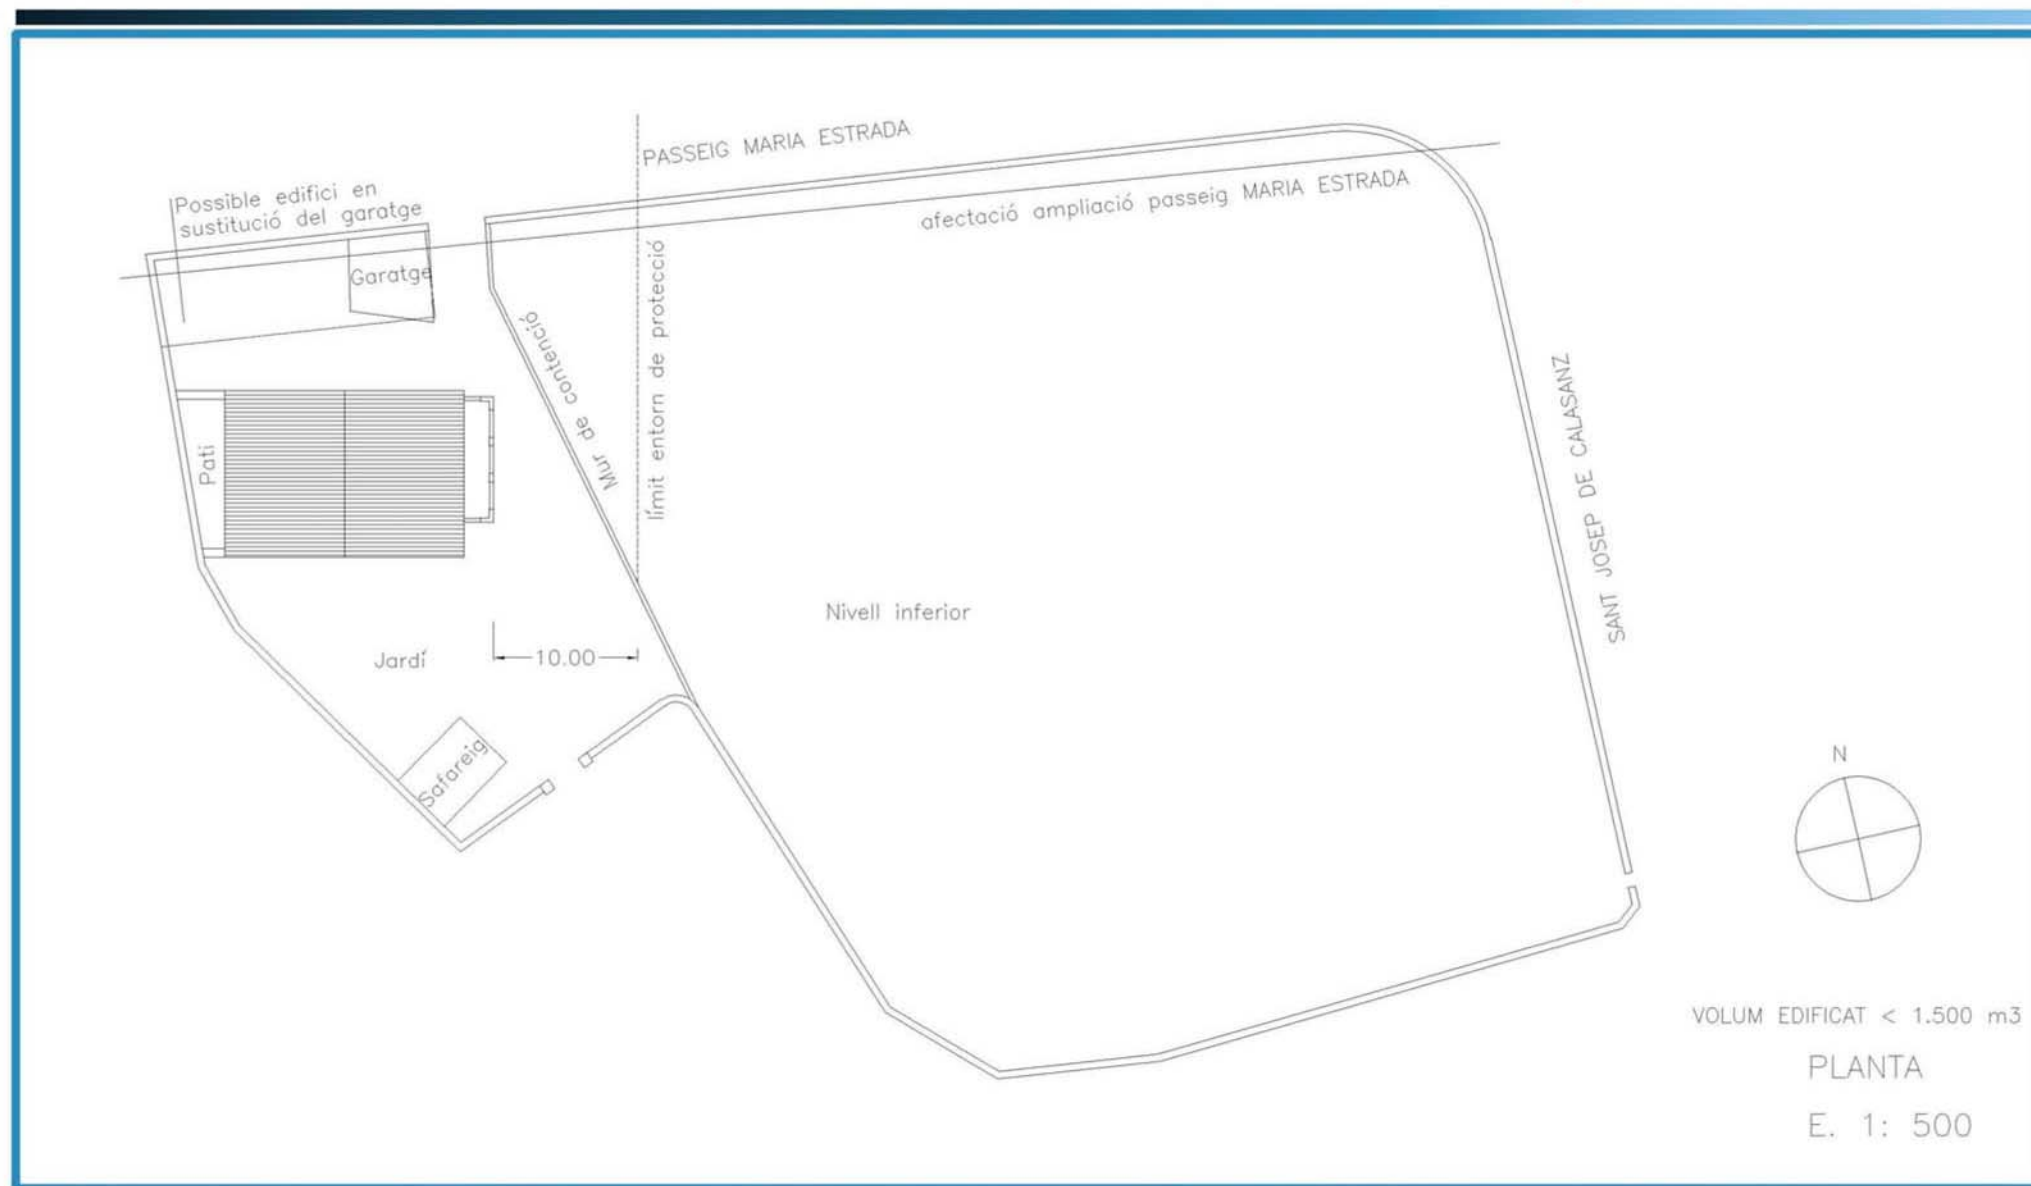 PASSEIG MARIA ESTRADA
Possible edifici en
sustitució del garatge
afectació ampliació passeig MARIA ESTRADA
Garatge
Mur de contenció
límit entorn de protecció
SANT JOSEP DE CALASANZ
Pati
Nivell inferior
Jardí
10.00
Safareig
N
VOLUM EDIFICAT < 1.500 m3
PLANTA
E. 1: 500